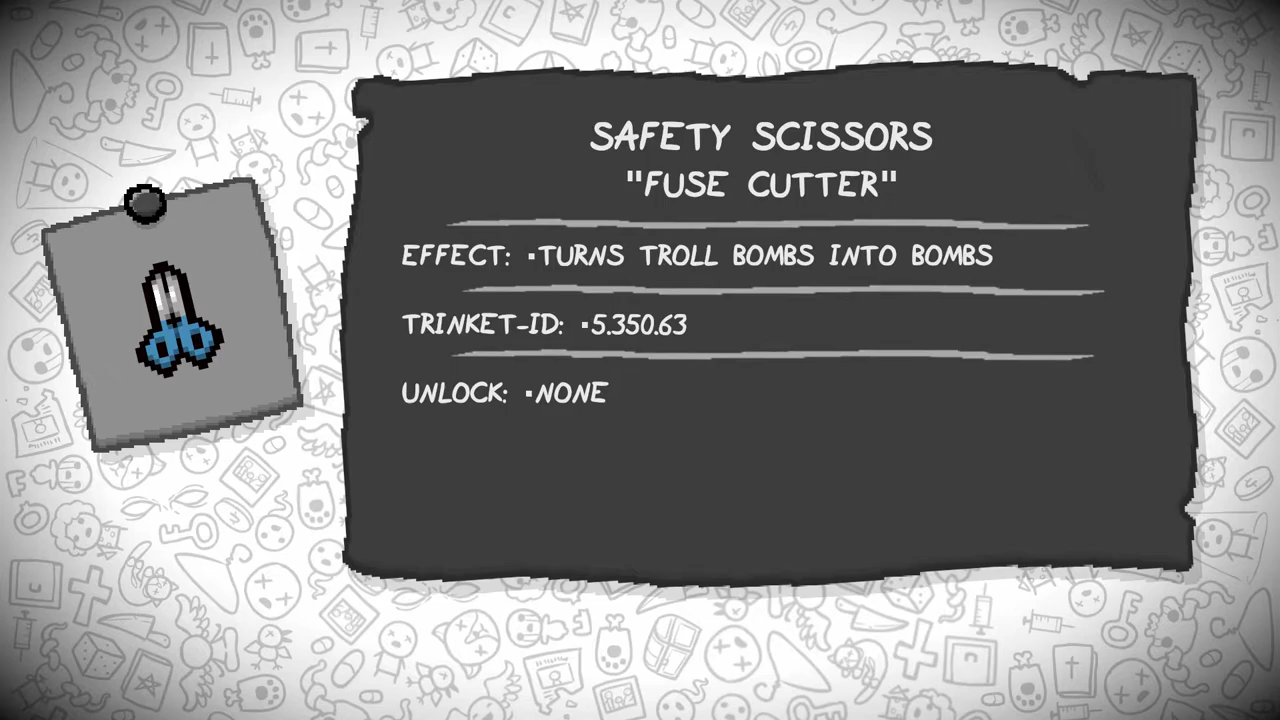 SAFETY SCISSORS
"FUSE CUTTER"
EFFECT: ▪TURNS TROLL BOMBS INTO BOMBS
TRINKET-ID: ▪5.350.63
UNLOCK: ▪NONE